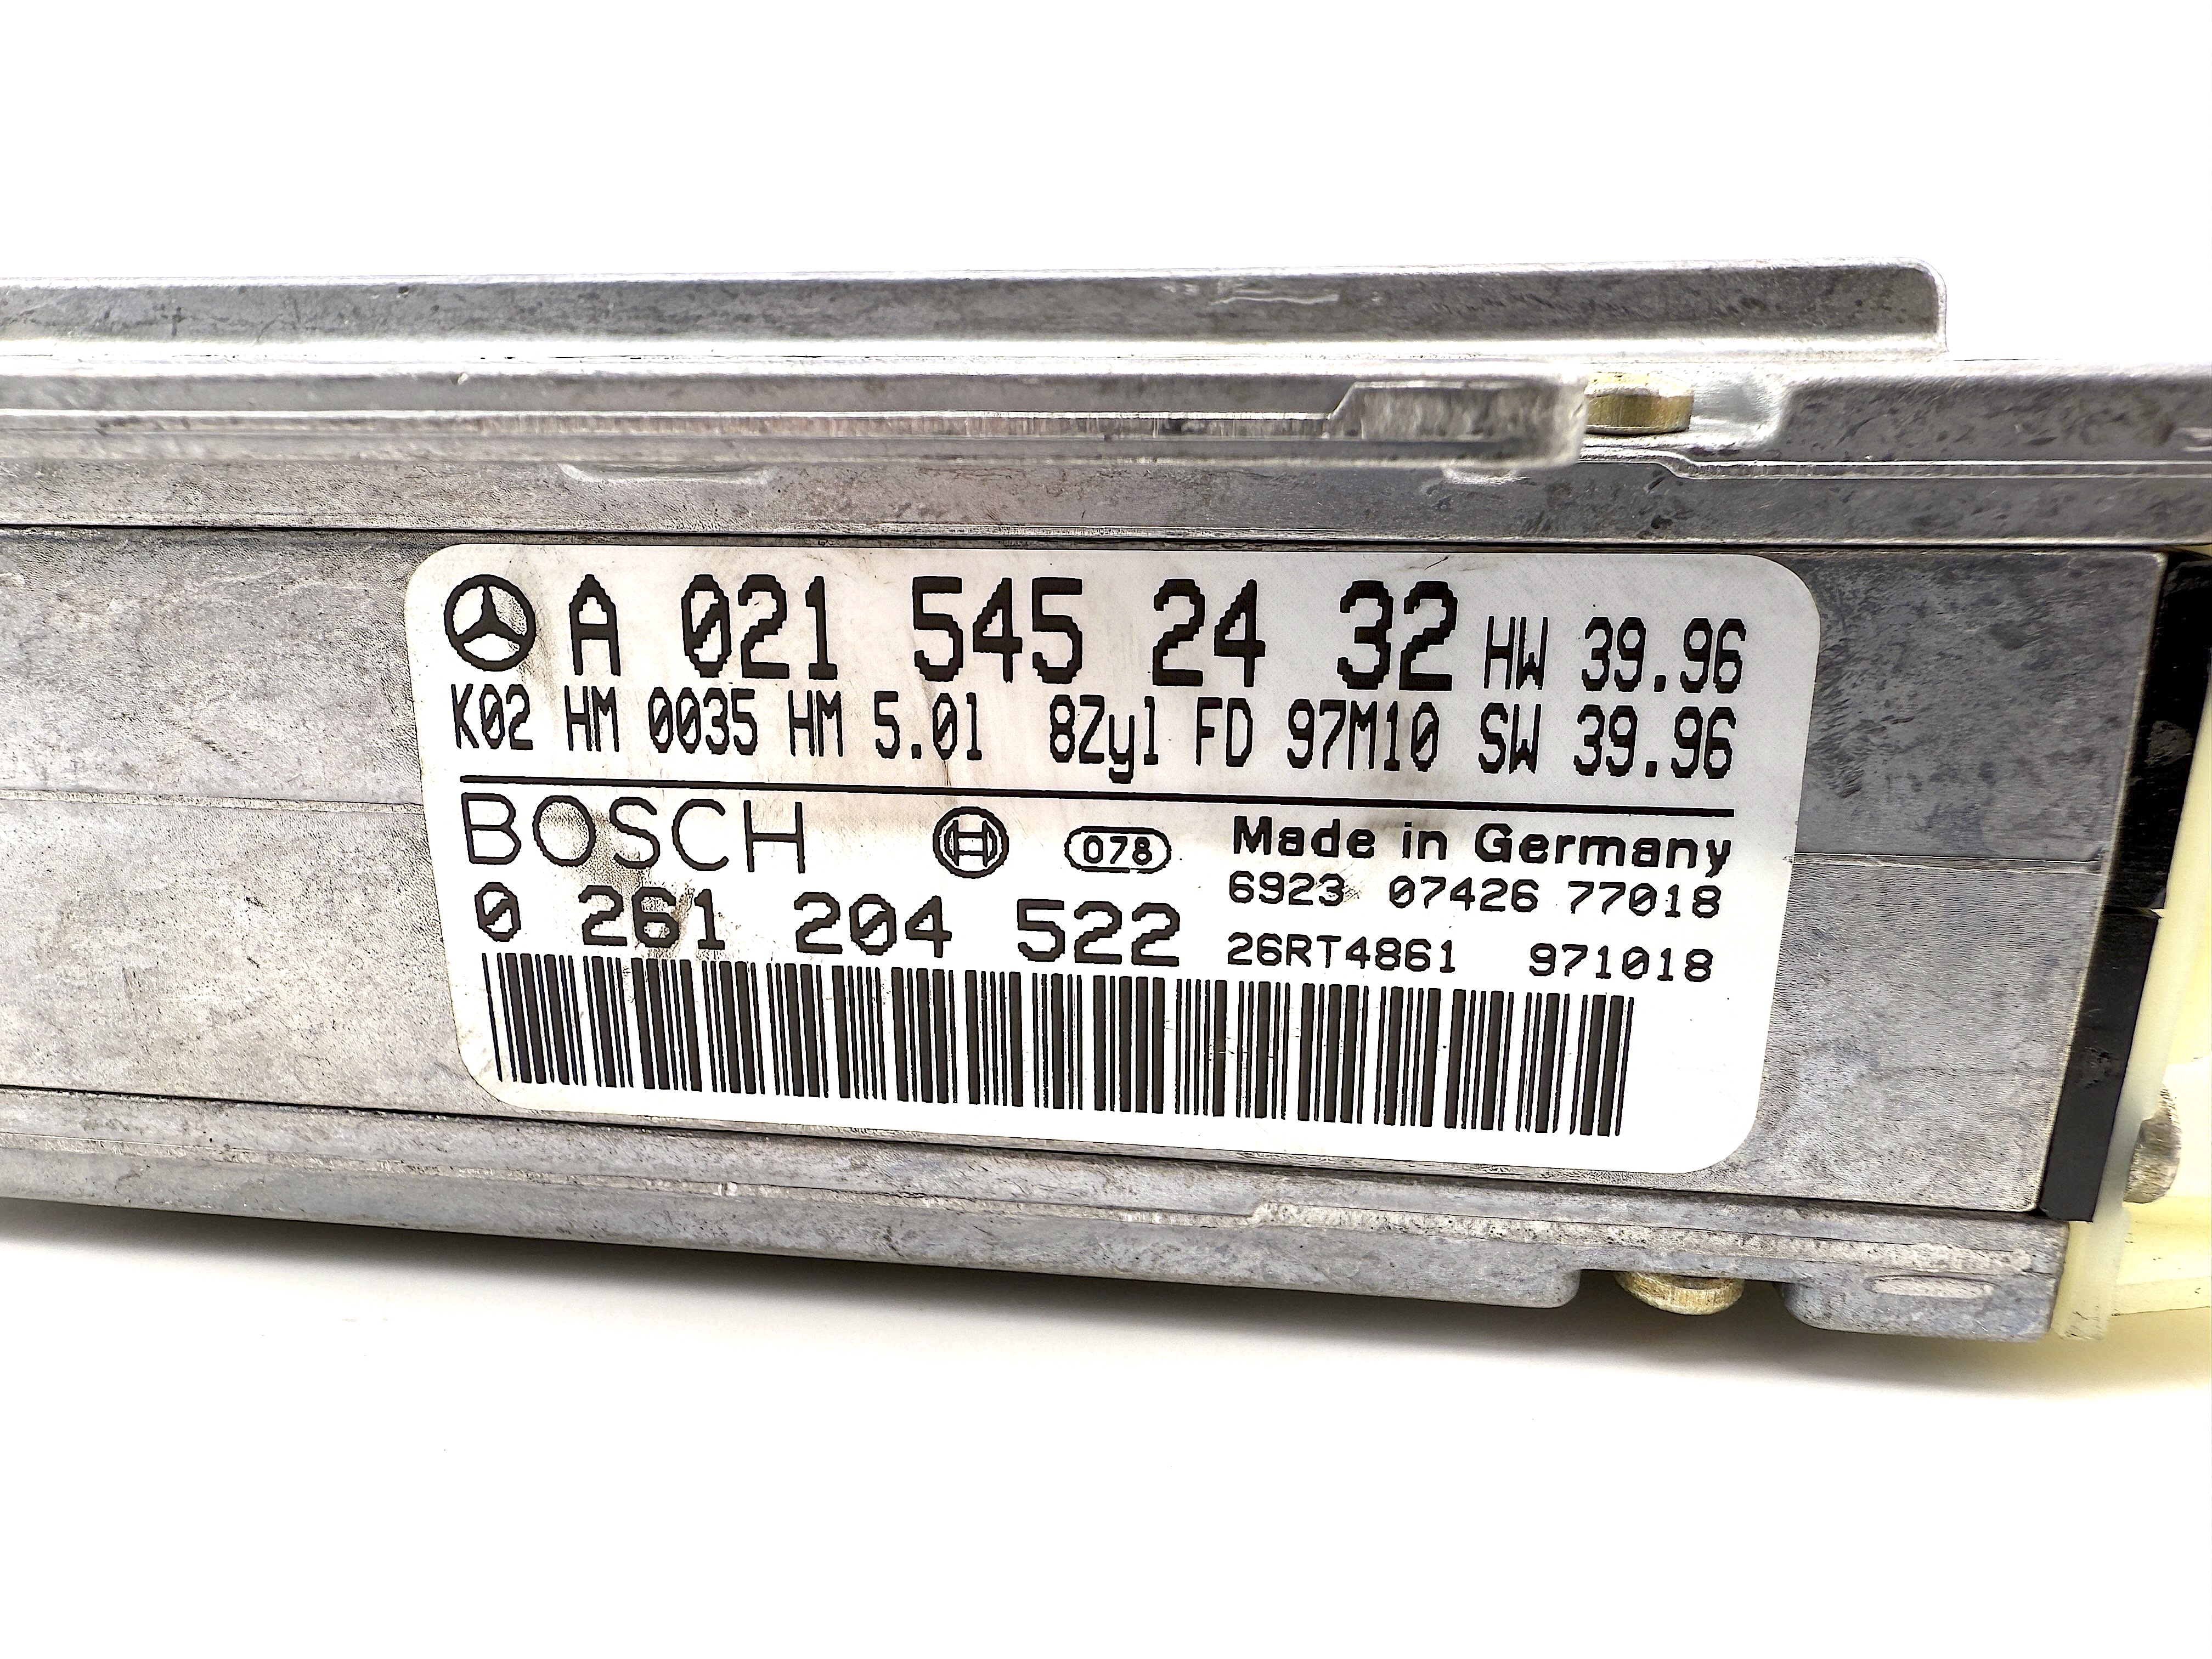 A 021 545 24 32 HW 39.96
K02 HM 0035 HM 5.0l 8Zyl FD 97M10 SW 39.96
BOSCH 078 Made in Germany
6923 07426 77018
0 261 204 522
26RT4861 971018